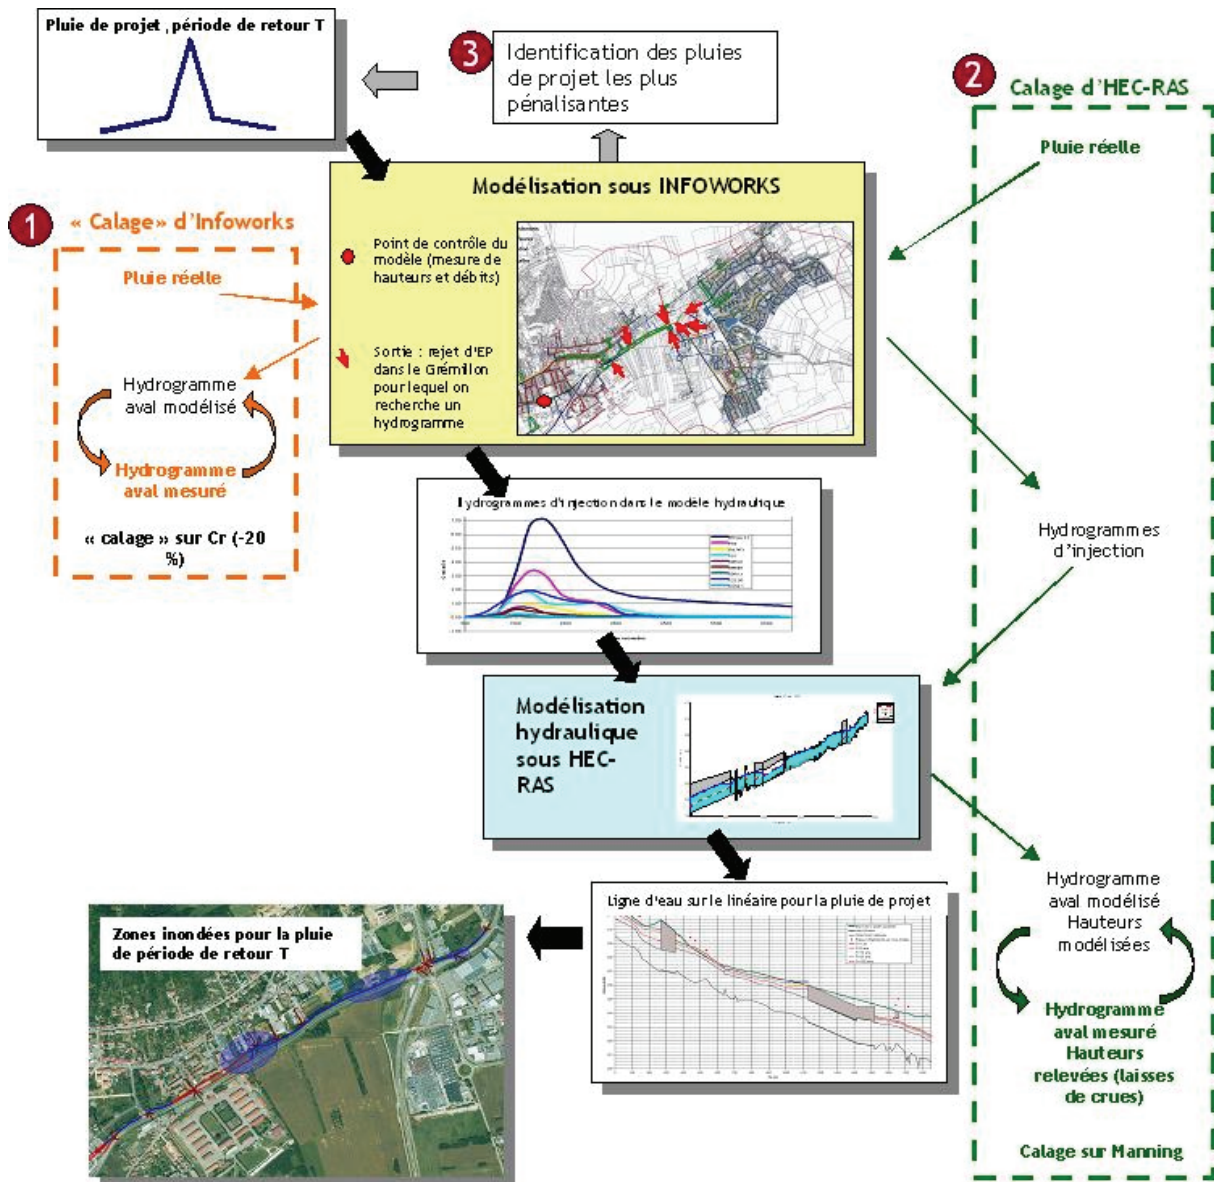 Pluie de projet, période de retour T
3
Identification des pluies
de projet les plus
pénalisantes
2
Calage d'HEC-RAS
Pluie réelle
1
« Calage» d'Infoworks
Pluie réelle
Hydrogramme
aval modélisé
Hydrogramme
aval mesuré
« calage » sur Cr (-20
%)
Modélisation sous INFOWORKS
Point de contrôle du
modèle (mesure de
hauteurs et débits)
Sortie : rejet d'EP
dans le Grémillon
pour lequel on
recherche un
hydrogramme
Hydrogrammes d'injection dans le modèle hydraulique
Hydrogrammes
d'injection
Modélisation
hydraulique
sous HEC-
RAS
Ligne d'eau sur le linéaire pour la pluie de projet
Zones inondées pour la pluie
de période de retour T
Hydrogramme
aval modélisé
Hauteurs
modélisées
Hydrogramme
aval mesuré
Hauteurs
relevées (laisses
de crues)
Calage sur Manning